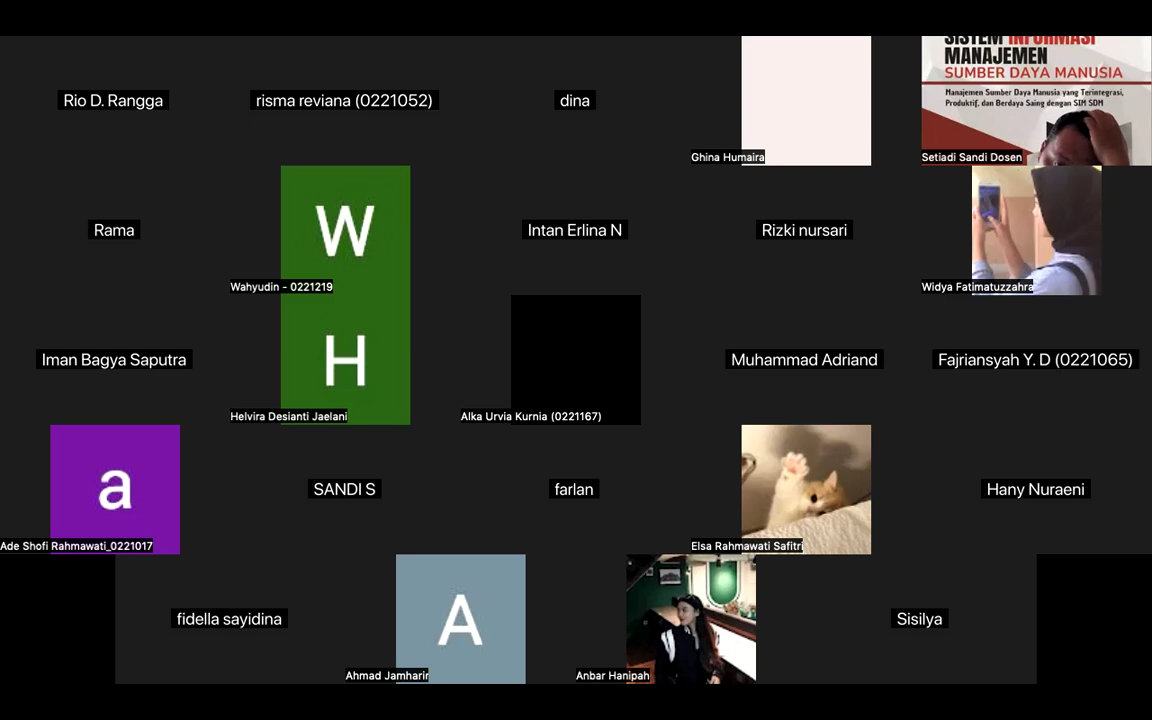 Rio D. Rangga
risma reviana (0221052)
dina
Ghina Humaira
SISTEM INFORMASI
MANAJEMEN
SUMBER DAYA MANUSIA
Manajemen Sumber Daya Manusia yang Terintegrasi,
Produktif, dan Berdaya Saing dengan SIM SDM
Setiadi Sandi Dosen
Rama
W
Wahyudin - 0221219
Intan Erlina N
Rizki nursari
Widya Fatimatuzzahra
Iman Bagya Saputra
H
Helvira Desianti Jaelani
Alka Urvia Kurnia (0221167)
Muhammad Adriand
Fajriansyah Y. D (0221065)
a
Ade Shofi Rahmawati_0221017
SANDI S
farlan
Elsa Rahmawati Safitri
Hany Nuraeni
fidella sayidina
A
Ahmad Jamharir
Anbar Hanipah
Sisilya